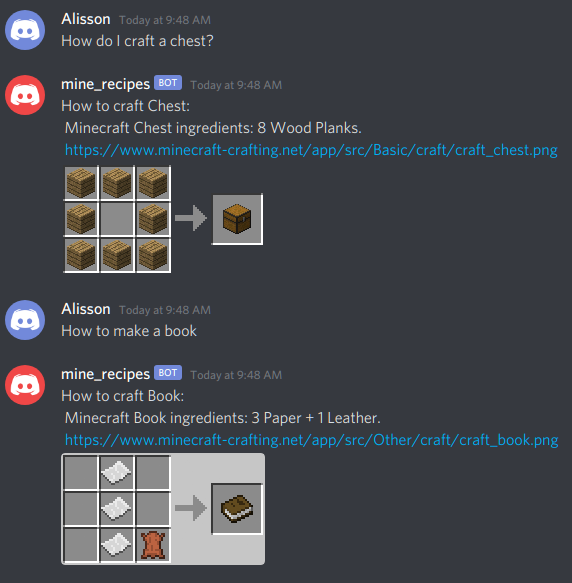 Alisson Today at 9:48 AM
How do I craft a chest?
mine_recipes BOT Today at 9:48 AM
How to craft Chest:
Minecraft Chest ingredients: 8 Wood Planks.
https://www.minecraft-crafting.net/app/src/Basic/craft/craft_chest.png
Alisson Today at 9:48 AM
How to make a book
mine_recipes BOT Today at 9:48 AM
How to craft Book:
Minecraft Book ingredients: 3 Paper + 1 Leather.
https://www.minecraft-crafting.net/app/src/Other/craft/craft_book.png